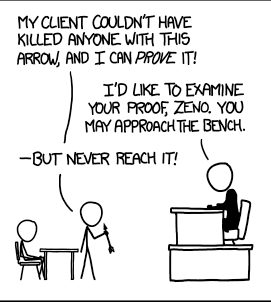 MY CLIENT COULDN'T HAVE
KILLED ANYONE WITH THIS
ARROW, AND I CAN PROVE IT!
I'D LIKE TO EXAMINE
YOUR PROOF, ZENO. YOU
MAY APPROACH THE BENCH.
—BUT NEVER REACH IT!